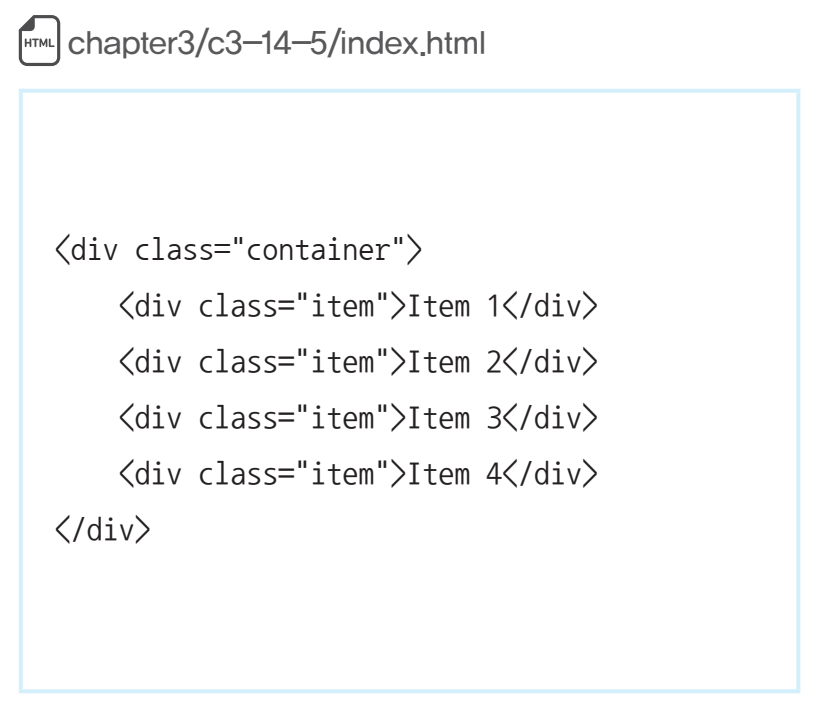 HTML chapter3/c3-14-5/index.html
<div class="container">
    <div class="item">Item 1</div>
    <div class="item">Item 2</div>
    <div class="item">Item 3</div>
    <div class="item">Item 4</div>
</div>